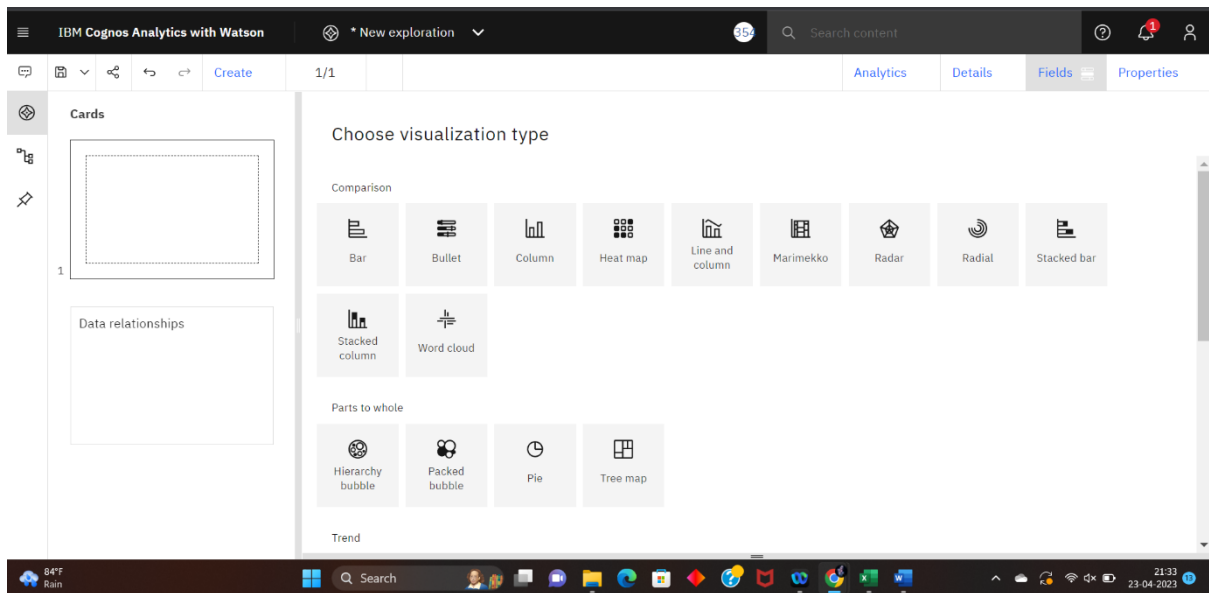 IBM Cognos Analytics with Watson
* New exploration
354
Search content
1
Create
1/1
Analytics
Details
Fields
Properties
Cards
1
Data relationships
Choose visualization type
Comparison
Bar
Bullet
Column
Heat map
Line and
column
Marimekko
Radar
Radial
Stacked bar
Stacked
column
Word cloud
Parts to whole
Hierarchy
bubble
Packed
bubble
Pie
Tree map
Trend
84°F
Rain
Search
21:33
23-04-2023